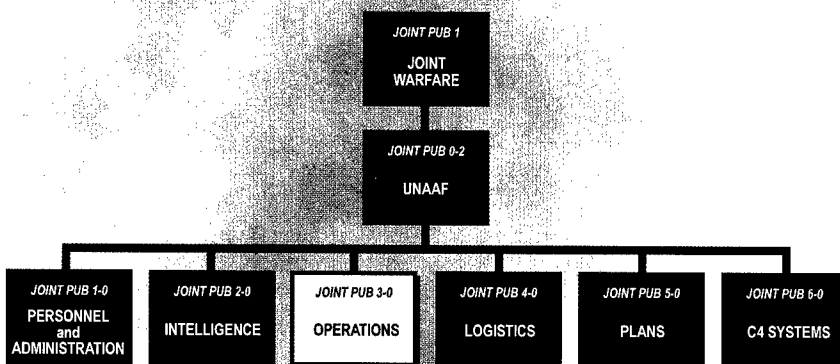 JOINT PUB 1
JOINT
WARFARE
JOINT PUB 0-2
UNAAF
JOINT PUB 1-0
PERSONNEL
and
ADMINISTRATION
JOINT PUB 2-0
INTELLIGENCE
JOINT PUB 3-0
OPERATIONS
JOINT PUB 4-0
LOGISTICS
JOINT PUB 5-0
PLANS
JOINT PUB 6-0
C4 SYSTEMS